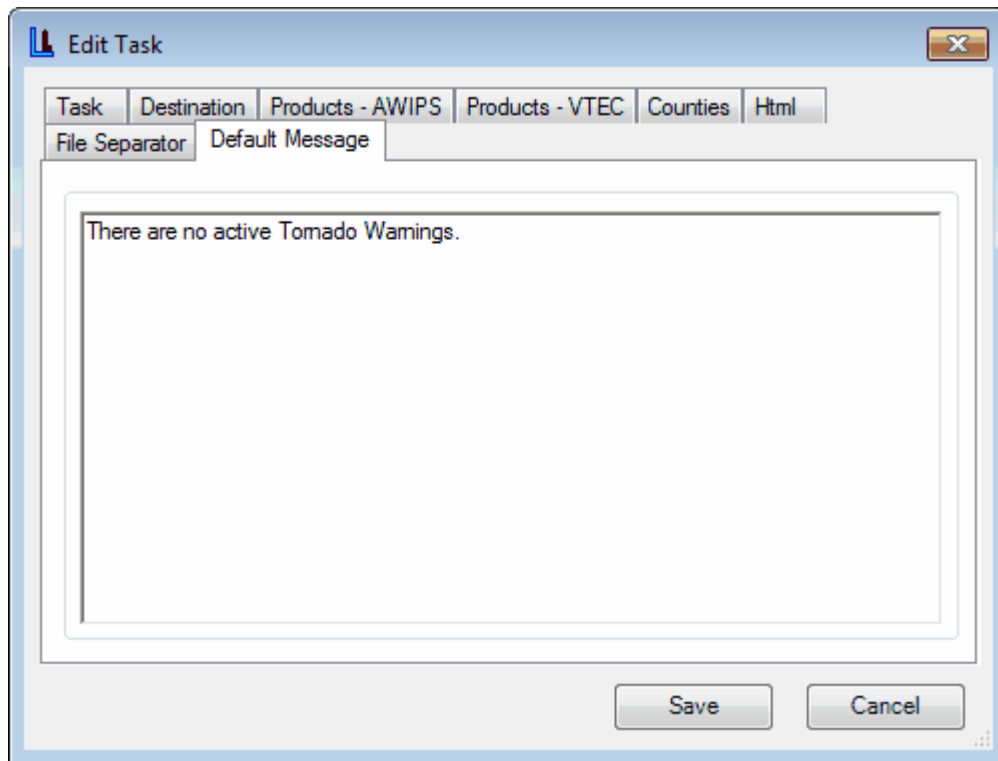 Edit Task
Task Destination Products - AWIPS Products - VTEC Counties Html
File Separator Default Message
There are no active Tornado Warnings.
Save Cancel